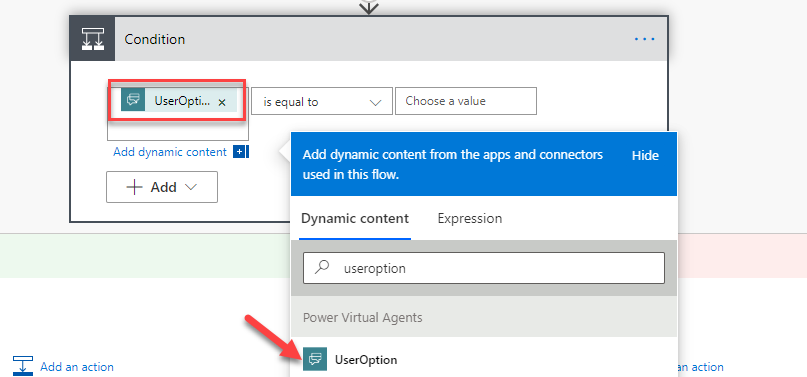 Condition
UserOpti... ×
is equal to
Choose a value
Add dynamic content
Add
Add dynamic content from the apps and connectors
used in this flow.
Hide
Dynamic content
Expression
useroption
Power Virtual Agents
UserOption
Add an action
an action